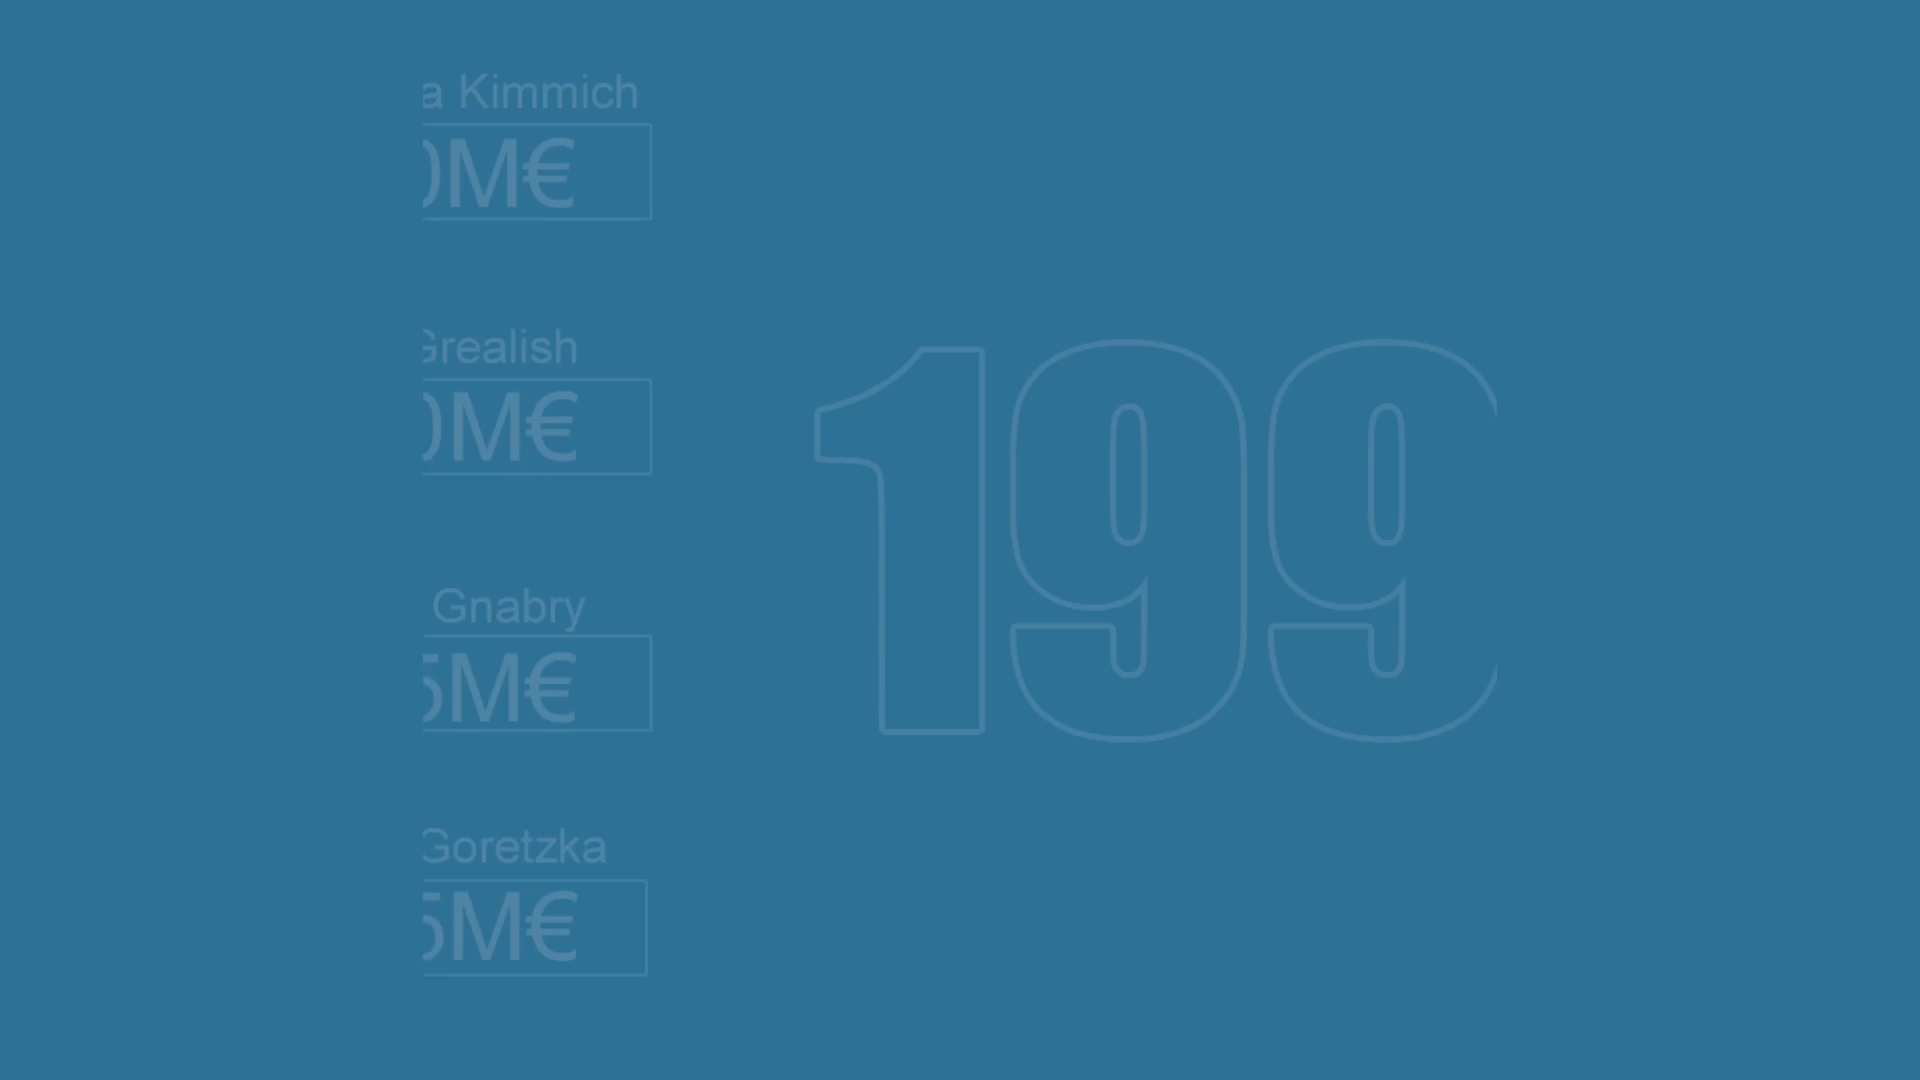 a Kimmich
0M€
Grealish
0M€
Gnabry
5M€
Goretzka
5M€
199